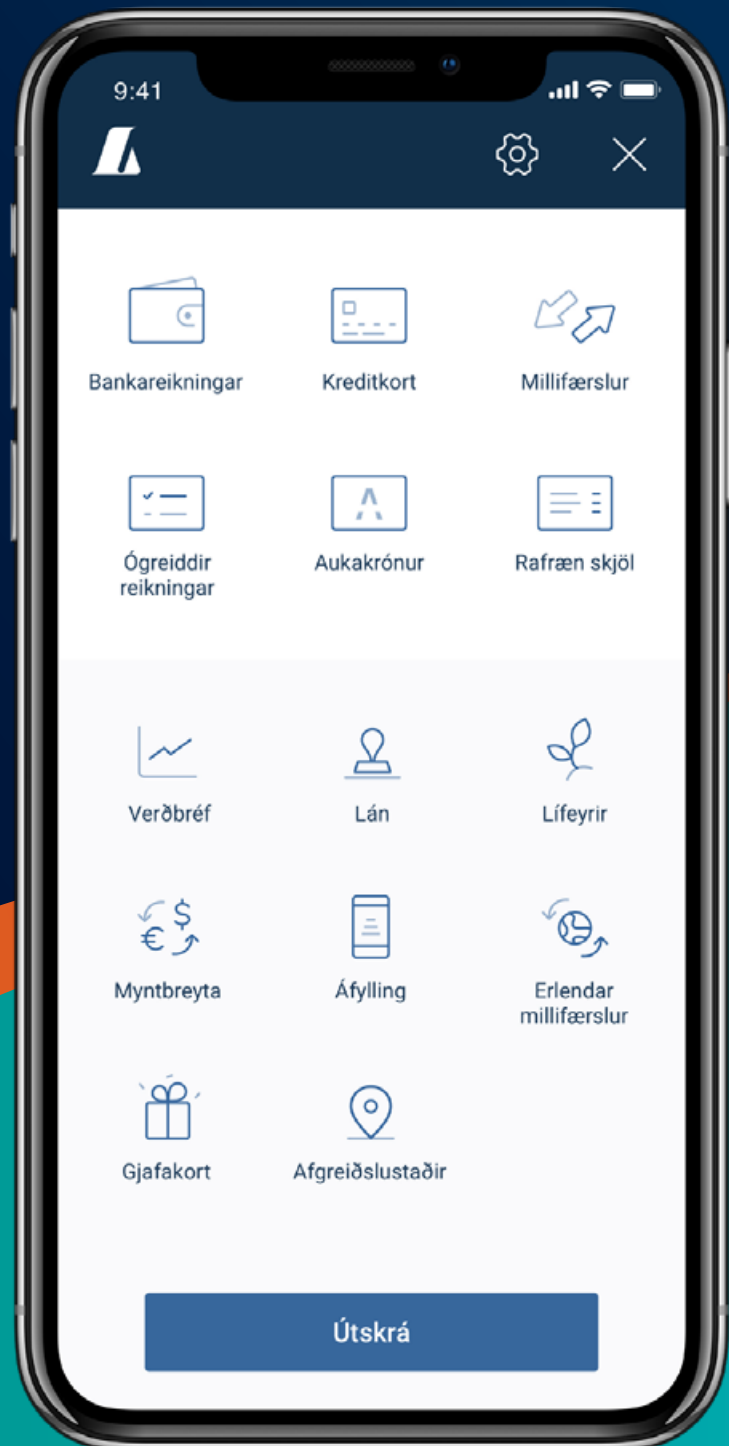 9:41
Bankareikningar
Kreditkort
Millifærslur
Ógreiddir
reikningar
Aukakrónur
Rafræn skjöl
Verðbréf
Lán
Lífeyrir
Myntbreyta
Áfylling
Erlendar
millifærslur
Gjafakort
Afgreiðslustaðir
Útskrá